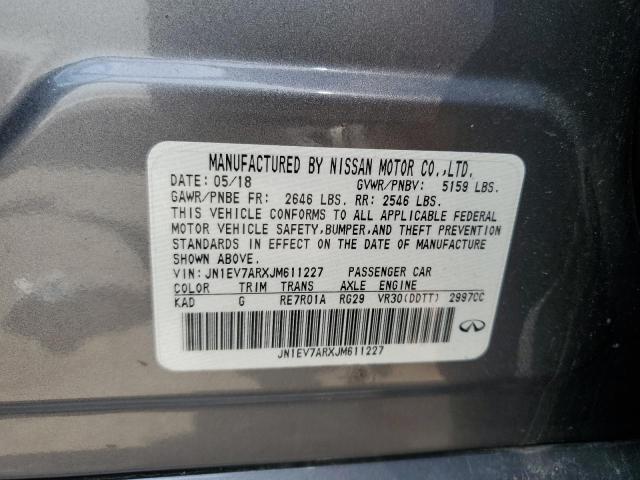 MANUFACTURED BY NISSAN MOTOR CO.,LTD.
DATE: 05/18 GVWR/PNBV: 5159 LBS.
GAWR/PNBE FR: 2646 LBS. RR: 2546 LBS.
THIS VEHICLE CONFORMS TO ALL APPLICABLE FEDERAL
MOTOR VEHICLE SAFETY,BUMPER,AND THEFT PREVENTION
STANDARDS IN EFFECT ON THE DATE OF MANUFACTURE
SHOWN ABOVE.
VIN: JN1EV7ARXJM611227 PASSENGER CAR
COLOR TRIM TRANS AXLE ENGINE
KAD G RE7R01A RG29 VR30(DDTT) 2997CC
JN1EV7ARXJM611227